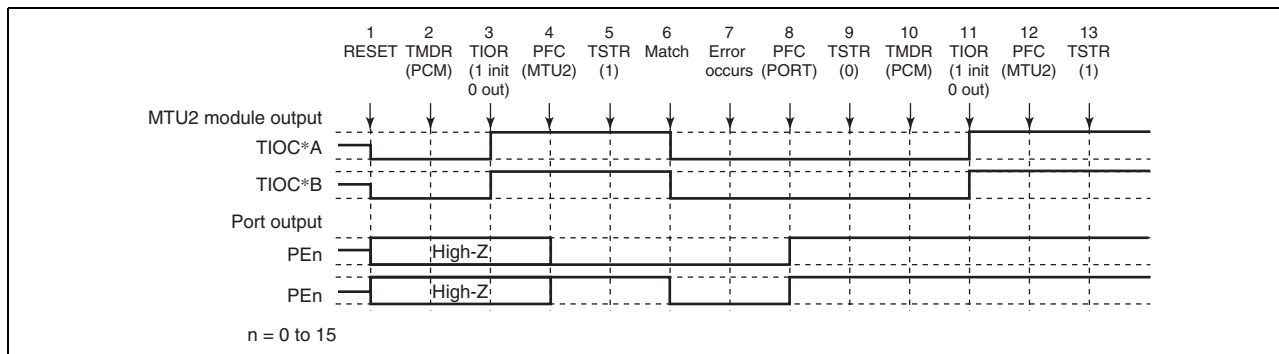 1 2 3 4 5 6 7 8 9 10 11 12 13
RESET TMDR TIOR PFC TSTR Match Error PFC TSTR TMDR TIOR PFC TSTR
(PCM) (1 init (MTU2) (1) occurs (PORT) (0) (PCM) (1 init (MTU2) (1)
0 out) 0 out)
MTU2 module output
TIOC*A
TIOC*B
Port output
PEn High-Z
PEn High-Z
n = 0 to 15